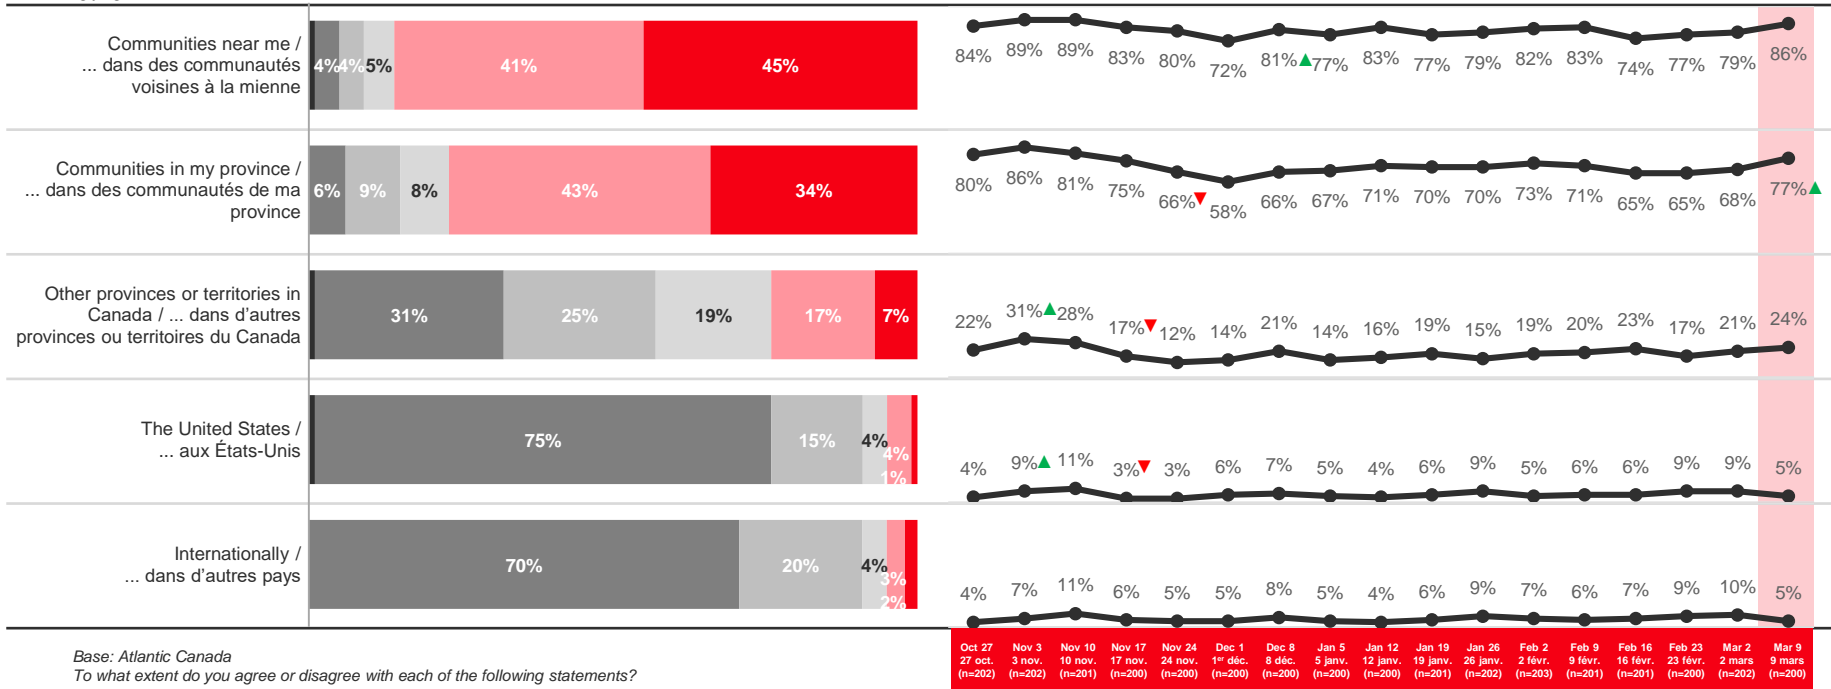 Communities near me /
... dans des communautés
voisines à la mienne
4% 4% 5% 41% 45%
84% 89% 89% 83% 80% 72% 81% 77% 83% 77% 79% 82% 83% 74% 77% 79% 86%
Communities in my province /
... dans des communautés de ma
province
6% 9% 8% 43% 34%
80% 86% 81% 75% 66% 58% 66% 67% 71% 70% 70% 73% 71% 65% 65% 68% 77%
Other provinces or territories in
Canada / ... dans d'autres
provinces ou territoires du Canada
31% 25% 19% 17% 7%
22% 31% 28% 17% 12% 14% 21% 14% 16% 19% 15% 19% 20% 23% 17% 21% 24%
The United States /
... aux États-Unis
75% 15% 4% 4% 1%
4% 9% 11% 3% 3% 6% 7% 5% 4% 6% 9% 5% 6% 6% 9% 9% 5%
Internationally /
... dans d'autres pays
70% 20% 4% 3% 2%
4% 7% 11% 6% 5% 5% 8% 5% 4% 6% 9% 7% 6% 7% 9% 10% 5%
Oct 27 Nov 3 Nov 10 Nov 17 Nov 24 Dec 1 Dec 8 Jan 5 Jan 12 Jan 19 Jan 26 Feb 2 Feb 9 Feb 16 Feb 23 Mar 2 Mar 9
27 oct. 3 nov. 10 nov. 17 nov. 24 nov. 1er déc. 8 déc. 5 janv. 12 janv. 19 janv. 26 janv. 2 févr. 9 févr. 16 févr. 23 févr. 2 mars 9 mars
(n=202) (n=202) (n=201) (n=200) (n=200) (n=200) (n=200) (n=200) (n=200) (n=201) (n=202) (n=203) (n=201) (n=201) (n=200) (n=202) (n=200)
Base: Atlantic Canada
To what extent do you agree or disagree with each of the following statements?